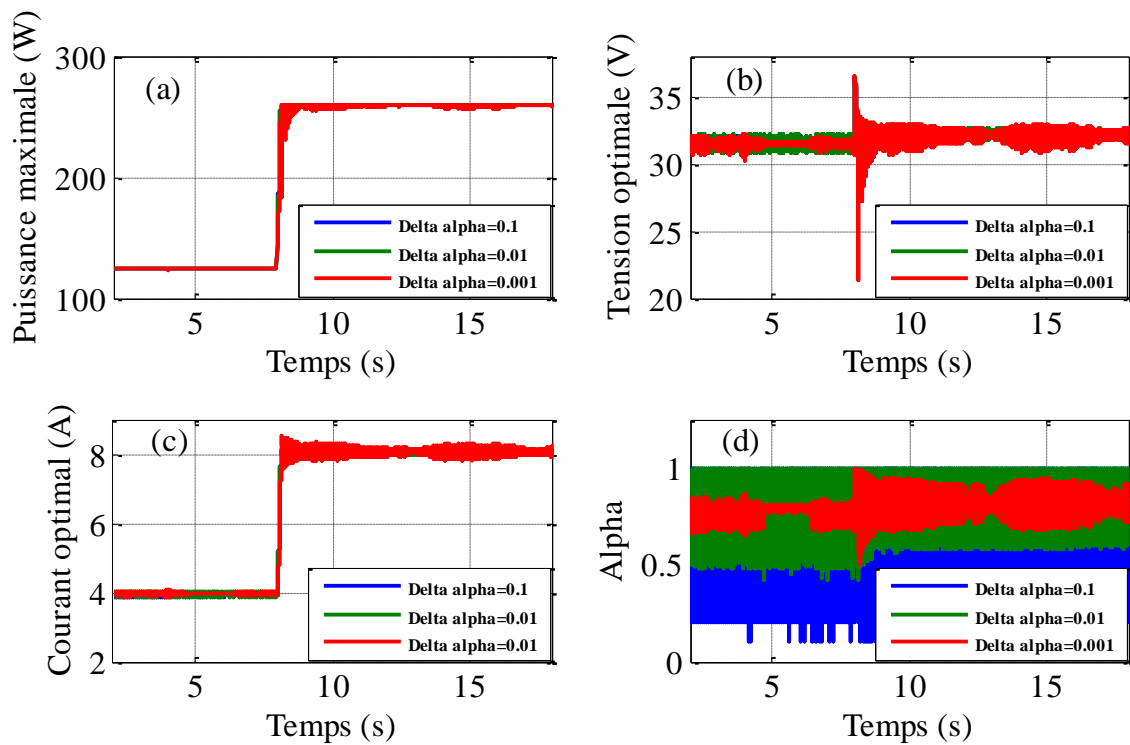 Puissance maximale (W)
300
200
100
(a)
Delta alpha=0.1
Delta alpha=0.01
Delta alpha=0.001
5
10
15
Temps (s)
Tension optimale (V)
35
30
25
20
(b)
Delta alpha=0.1
Delta alpha=0.01
Delta alpha=0.001
5
10
15
Temps (s)
Courant optimal (A)
8
6
4
2
(c)
Delta alpha=0.1
Delta alpha=0.01
Delta alpha=0.01
5
10
15
Temps (s)
Alpha
1
0.5
0
(d)
Delta alpha=0.1
Delta alpha=0.01
Delta alpha=0.001
5
10
15
Temps (s)